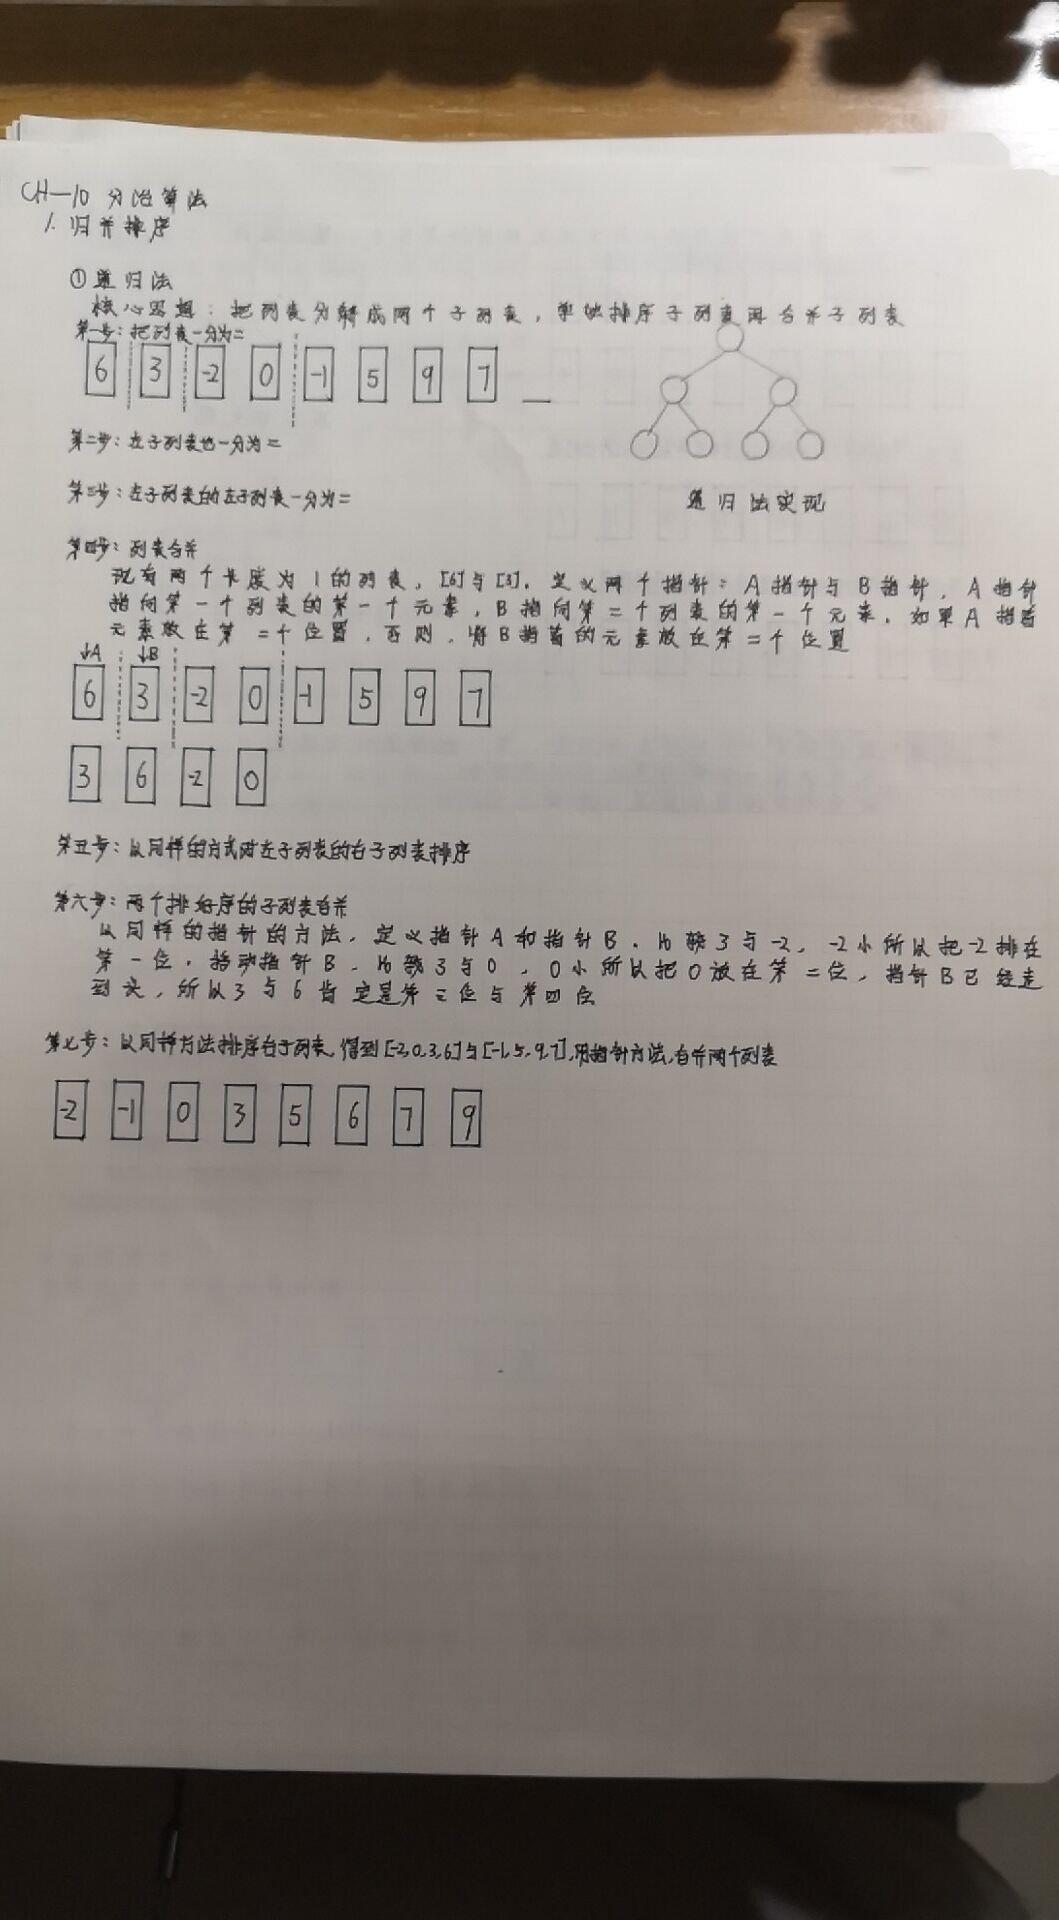 CH—10 分治算法
1. 归并排序
①递归法
核心思想：把列表分解成两个子列表，单独排序子列表再合并子列表
第一步：把列表一分为二
6 3 -2 0 -1 5 9 7
第二步：左子列表也一分为二
第三步：左子列表的左子列表一分为二
递归法实现
第四步：列表合并
现有两个长度为1的列表，[6]与[3]。定义两个指针：A指针与B指针，A指针
指向第一个列表的第一个元素，B指向第二个列表的第一个元素，如果A指着
元素放在第二个位置，否则，将B指着的元素放在第二个位置
↓A ↓B
6 3 -2 0 -1 5 9 7
3 6 -2 0
第五步：以同样的方式对左子列表的右子列表排序
第六步：两个排好序的子列表合并
以同样的指针的方法，定义指针A和指针B。比较3与-2，-2小所以把-2排在
第一位，移动指针B。比较3与0，0小所以把0放在第二位，指针B已经走
到头，所以3与6肯定是第三位与第四位
第七步：以同样方法排序右子列表，得到[-2,0,3,6]与[-1,5,9,7]，用指针方法，合并两个列表
-2 -1 0 3 5 6 7 9